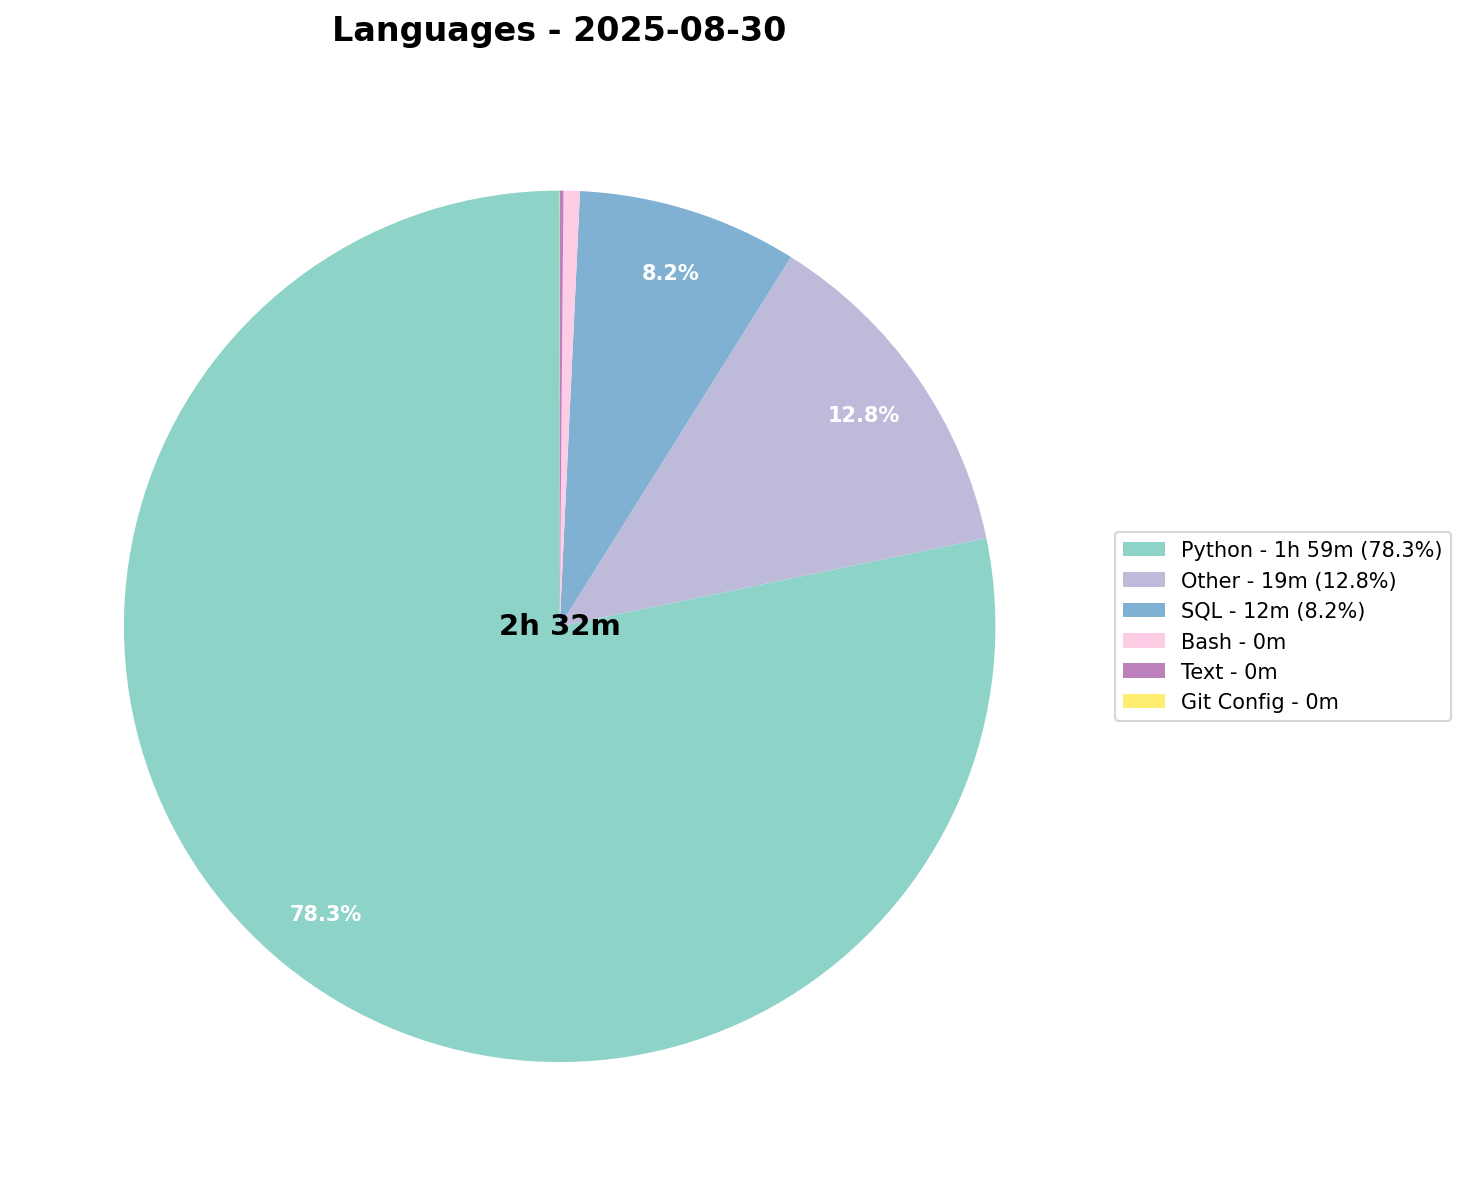 Languages - 2025-08-30
8.2%
12.8%
2h 32m
78.3%
Python - 1h 59m (78.3%)
Other - 19m (12.8%)
SQL - 12m (8.2%)
Bash - 0m
Text - 0m
Git Config - 0m